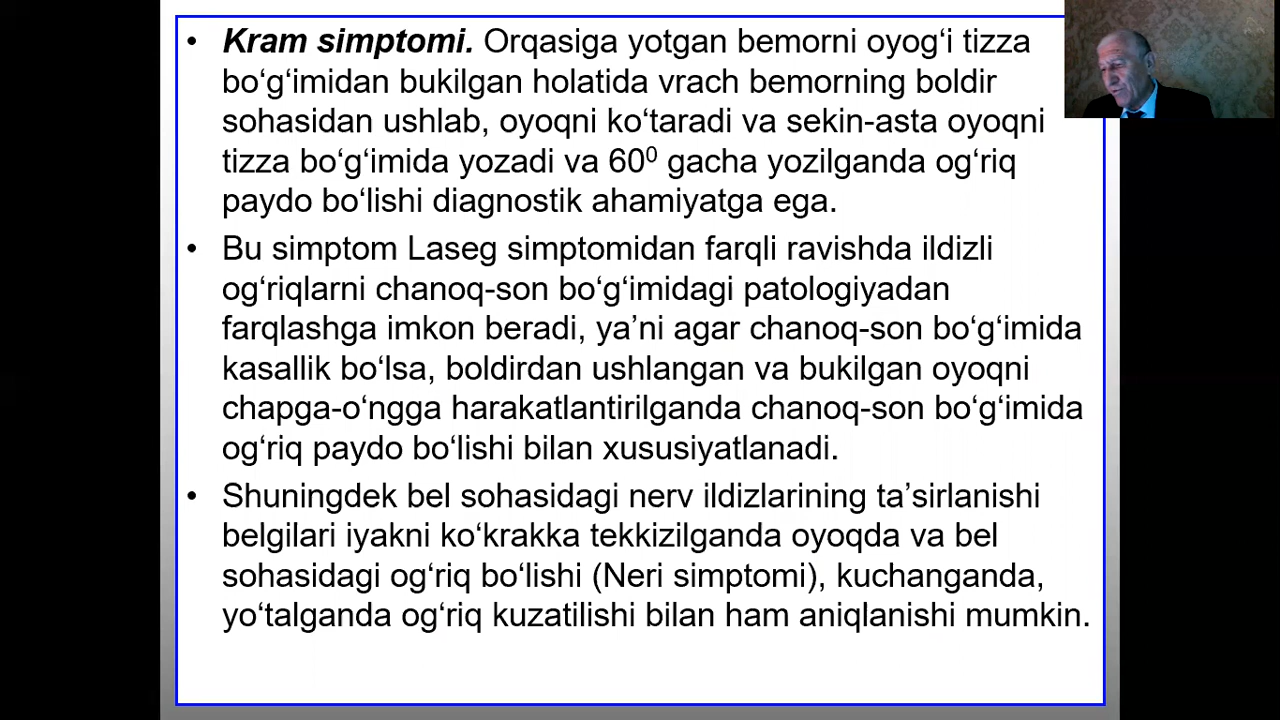 • Kram simptomi. Orqasiga yotgan bemorni oyog‘i tizza
bo‘g‘imidan bukilgan holatida vrach bemorning boldir
sohasidan ushlab, oyoqni ko‘taradi va sekin-asta oyoqni
tizza bo‘g‘imida yozadi va 60⁰ gacha yozilganda og‘riq
paydo bo‘lishi diagnostik ahamiyatga ega.
• Bu simptom Laseg simptomidan farqli ravishda ildizli
og‘riqlarni chanoq-son bo‘g‘imidagi patologiyadan
farqlashga imkon beradi, ya’ni agar chanoq-son bo‘g‘imida
kasallik bo‘lsa, boldirdan ushlangan va bukilgan oyoqni
chapga-o‘ngga harakatlantirilganda chanoq-son bo‘g‘imida
og‘riq paydo bo‘lishi bilan xususiyatlanadi.
• Shuningdek bel sohasidagi nerv ildizlarining ta’sirlanishi
belgilari iyakni ko‘krakka tekkizilganda oyoqda va bel
sohasidagi og‘riq bo‘lishi (Neri simptomi), kuchanganda,
yo‘talganda og‘riq kuzatilishi bilan ham aniqlanishi mumkin.